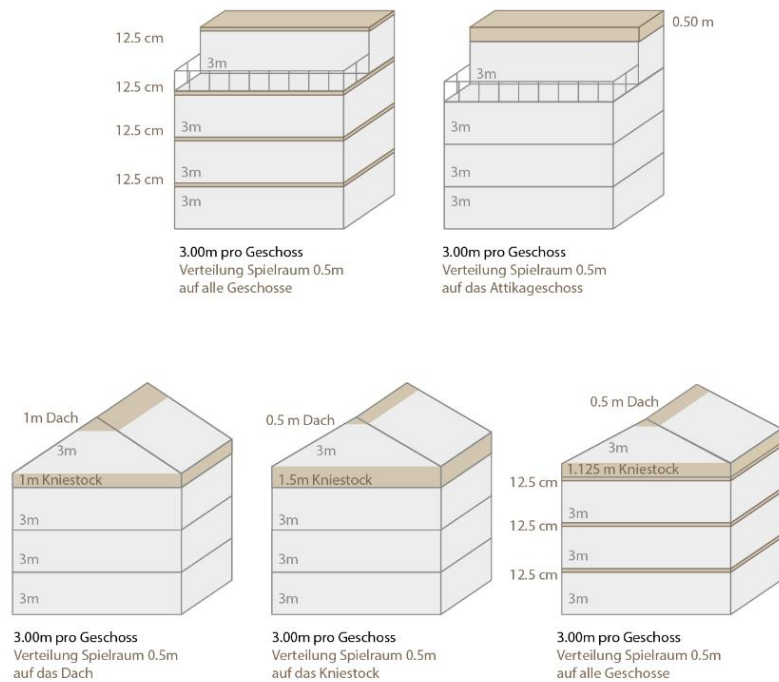 12.5 cm
3m
12.5 cm
12.5 cm
3m
3m
12.5 cm
3m
3.00m pro Geschoss
Verteilung Spielraum 0.5m
auf alle Geschosse
0.50 m
3m
3m
3m
3m
3.00m pro Geschoss
Verteilung Spielraum 0.5m
auf das Attikageschoss
1m Dach
3m
1m Kniestock
3m
3m
3m
3.00m pro Geschoss
Verteilung Spielraum 0.5m
auf das Dach
0.5 m Dach
3m
1.5m Kniestock
3m
3m
3m
3.00m pro Geschoss
Verteilung Spielraum 0.5m
auf das Kniestock
0.5 m Dach
3m
1.125 m Kniestock
12.5 cm
3m
12.5 cm
3m
12.5 cm
3m
3.00m pro Geschoss
Verteilung Spielraum 0.5m
auf alle Geschosse